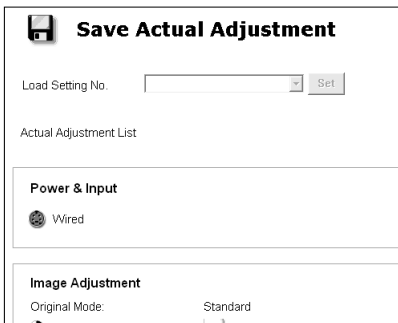 Save Actual Adjustment
Load Setting No. Set
Actual Adjustment List
Power & Input
Wired
Image Adjustment
Original Mode: Standard